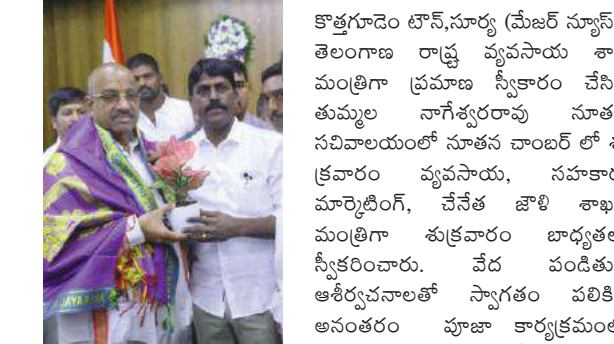 కొత్తగూడెం టౌన్,సూర్య (మేజర్ న్యూస్
తెలంగాణ రాష్ట్ర వ్యవసాయ శా
మంత్రిగా ప్రమాణ స్వీకారం చేసి
తుమ్మల నాగేశ్వరరావు నూత
సచివాలయంలో నూతన చాంబర్ లో శ
క్రవారం వ్యవసాయ, సహకార
మార్కెటింగ్, చేనేత జౌళి శాఖ
మంత్రిగా శుక్రవారం బాధ్యతల
స్వీకరించారు. వేద పండితు
ఆశీర్వచనాలతో స్వాగతం పలికి
అనంతరం పూజా కార్యక్రమంల